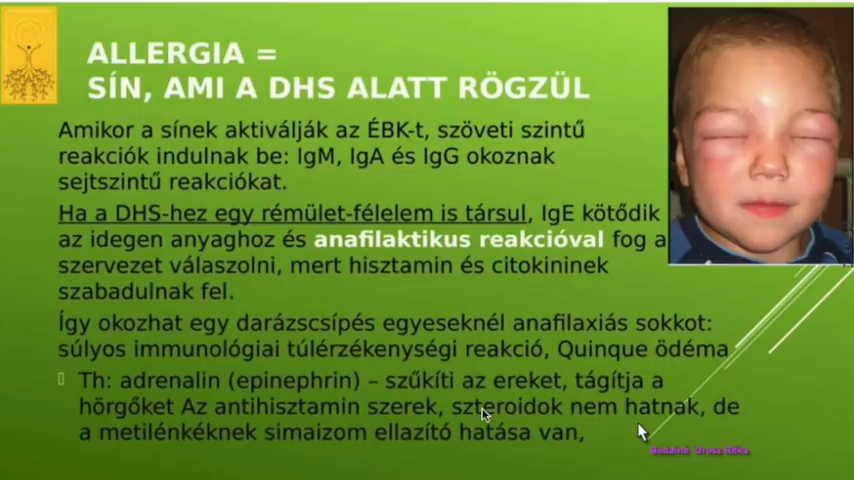 ALLERGIA =
SÍN, AMI A DHS ALATT RÖGZÜL
Amikor a sínek aktiválják az ÉBK-t, szöveti szintű
reakciók indulnak be: IgM, IgA és IgG okoznak
sejtszintű reakciókat.
Ha a DHS-hez egy rémület-félelem is társul, IgE kötődik
az idegen anyaghoz és anafilaktikus reakcióval fog a
szervezet válaszolni, mert hisztamin és citokininek
szabadulnak fel.
Így okozhat egy darázscsípés egyeseknél anafilaxiás sokkot:
súlyos immunológiai túlérzékenységi reakció, Quinque ödéma
Th: adrenalin (epinephrin) – szűkíti az ereket, tágítja a
hörgőket Az antihisztamin szerek, szteroidok nem hatnak, de
a metilénkéknek simaizom ellazító hatása van,
Budainé Orosz Réka